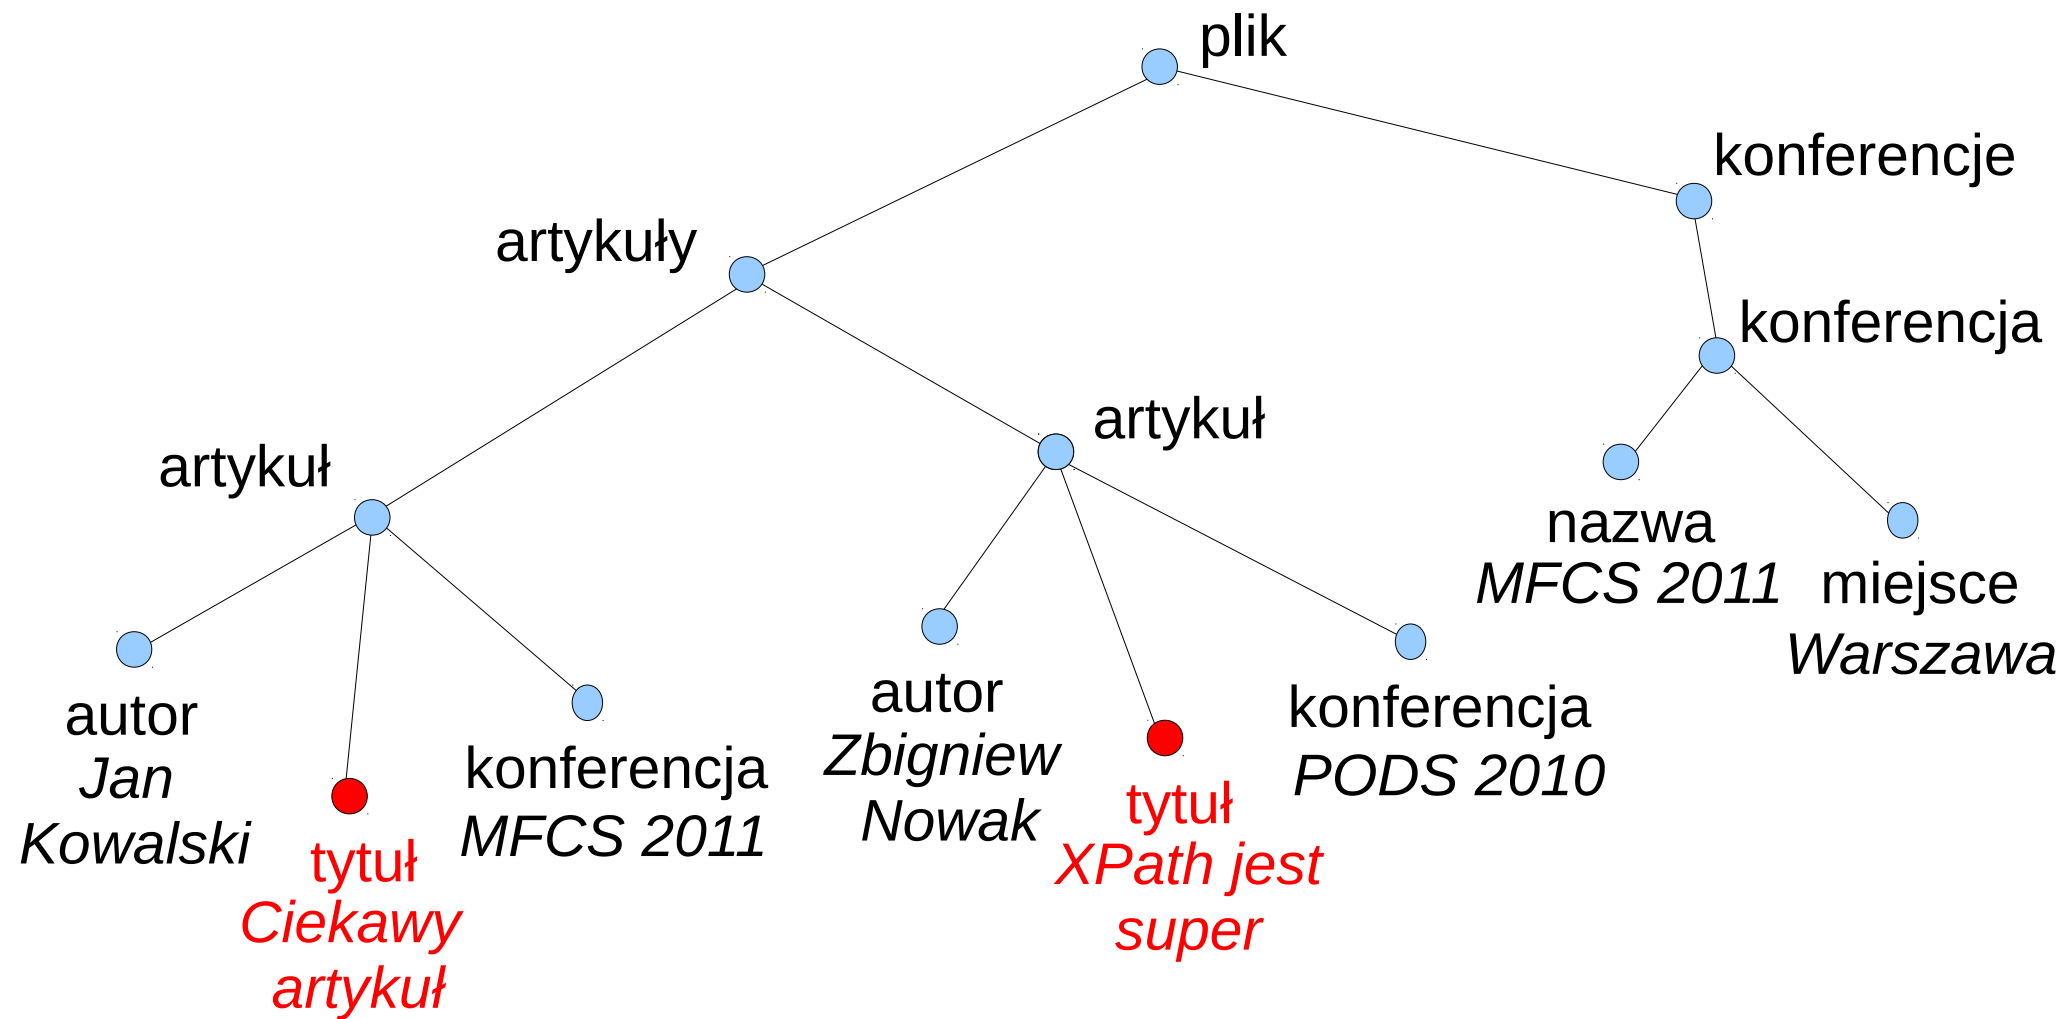 plik
konferencje
artykuły
konferencja
artykuł
artykuł
nazwa
MFCS 2011
miejsce
Warszawa
autor
Jan
Kowalski
tytuł
Ciekawy
artykuł
konferencja
MFCS 2011
autor
Zbigniew
Nowak
tytuł
XPath jest
super
konferencja
PODS 2010